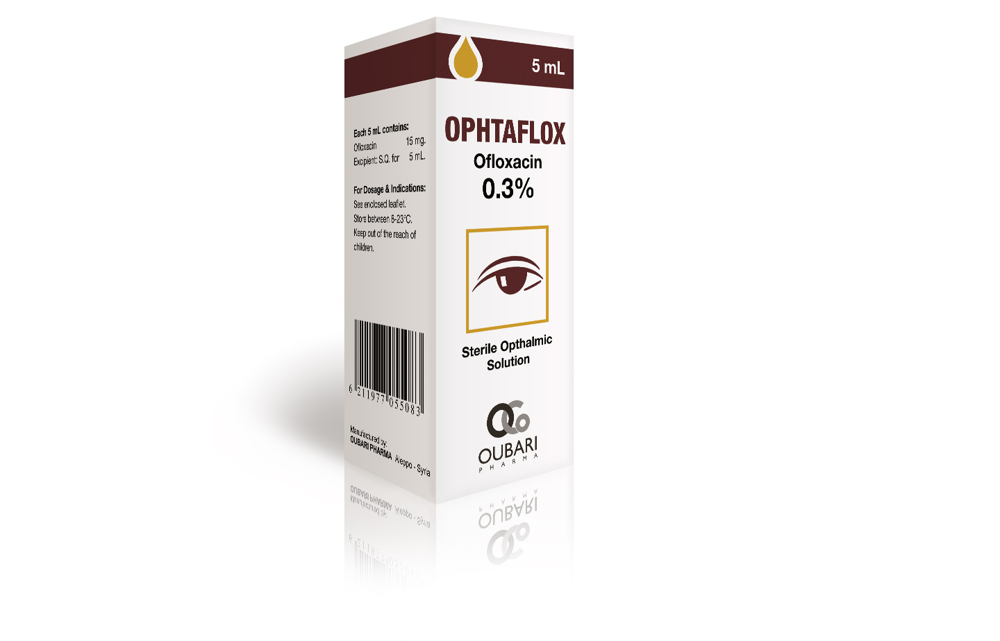 5 mL
OPHTAFLOX
Ofloxacin
0.3%
Sterile Opthalmic
Solution
OUBARI
PHARMA
Each 5 mL contains:
Ofloxacin 15 mg.
Excipient: S.Q. for 5 mL.
For Dosage & Indications:
See enclosed leaflet.
Store between 8-23°C.
Keep out of the reach of
children.
6 211977 055083
Manufactured by:
OUBARI PHARMA Aleppo - Syria